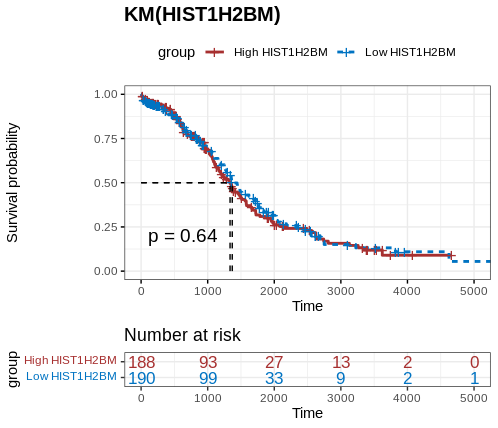 KM(HIST1H2BM)
group High HIST1H2BM Low HIST1H2BM
Survival probability
1.00
0.75
0.50
0.25
0.00
p = 0.64
0 1000 2000 3000 4000 5000
Time
Number at risk
group
High HIST1H2BM 188 93 27 13 2 0
Low HIST1H2BM 190 99 33 9 2 1
0 1000 2000 3000 4000 5000
Time